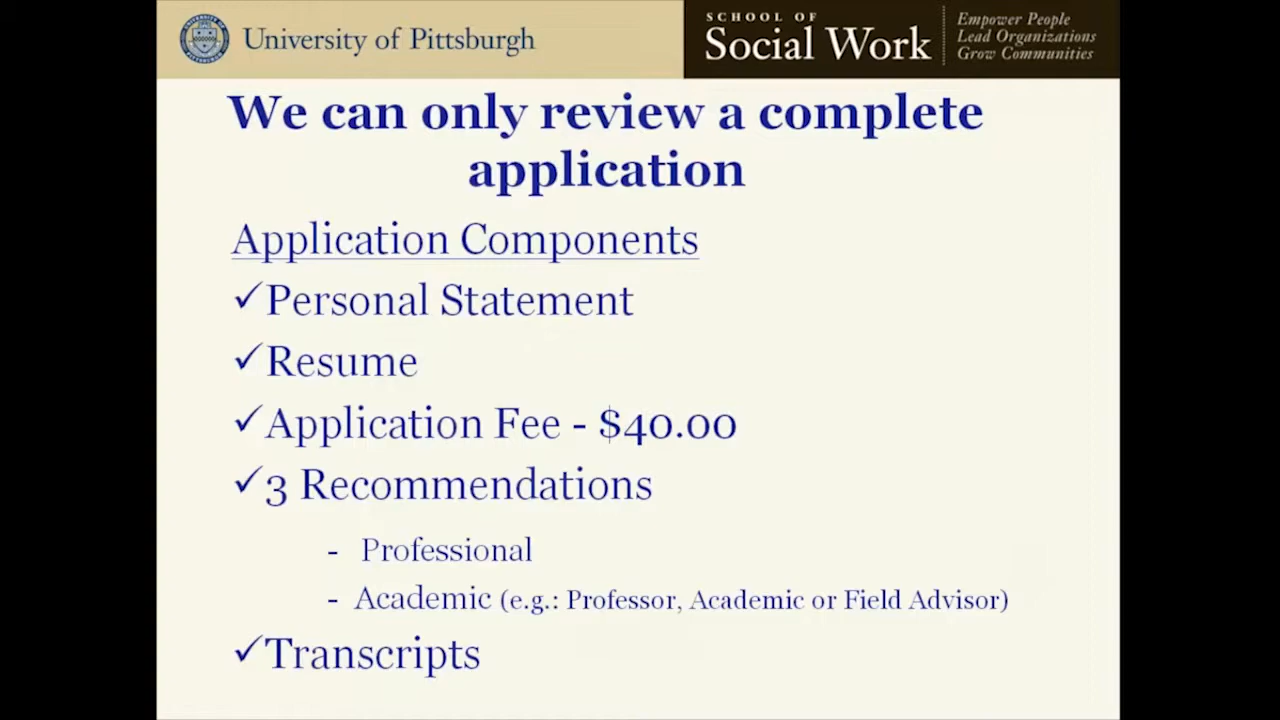 University of Pittsburgh
SCHOOL OF
Social Work
Empower People
Lead Organizations
Grow Communities
We can only review a complete
application
Application Components
✓Personal Statement
✓Resume
✓Application Fee - $40.00
✓3 Recommendations
- Professional
- Academic (e.g.: Professor, Academic or Field Advisor)
✓Transcripts